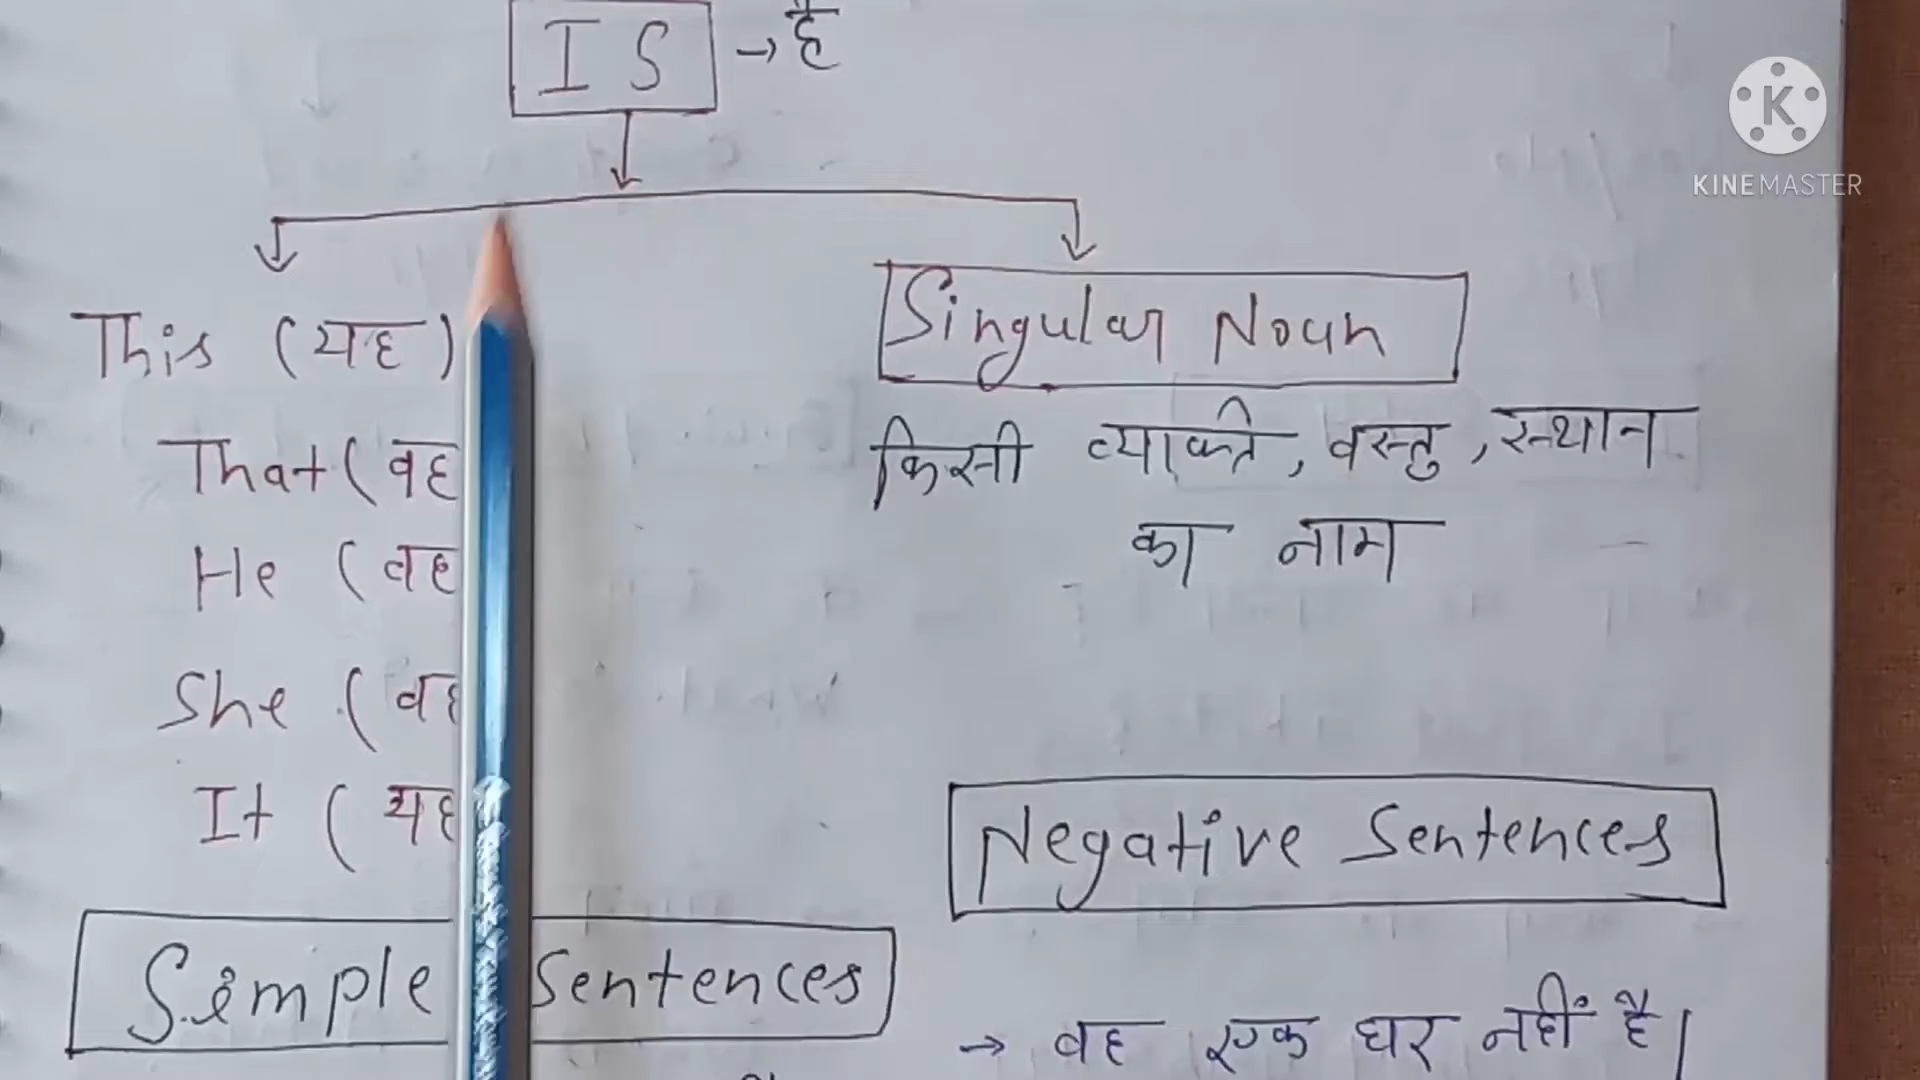 IS → है
This (यह)
That (वह
He (वह
She (वह
It (यह
Singular Noun
किसी व्यक्ति, वस्तु, स्थान
का नाम
Simple Sentences
Negative Sentences
→ वह एक घर नहीं है।
KINEMASTER